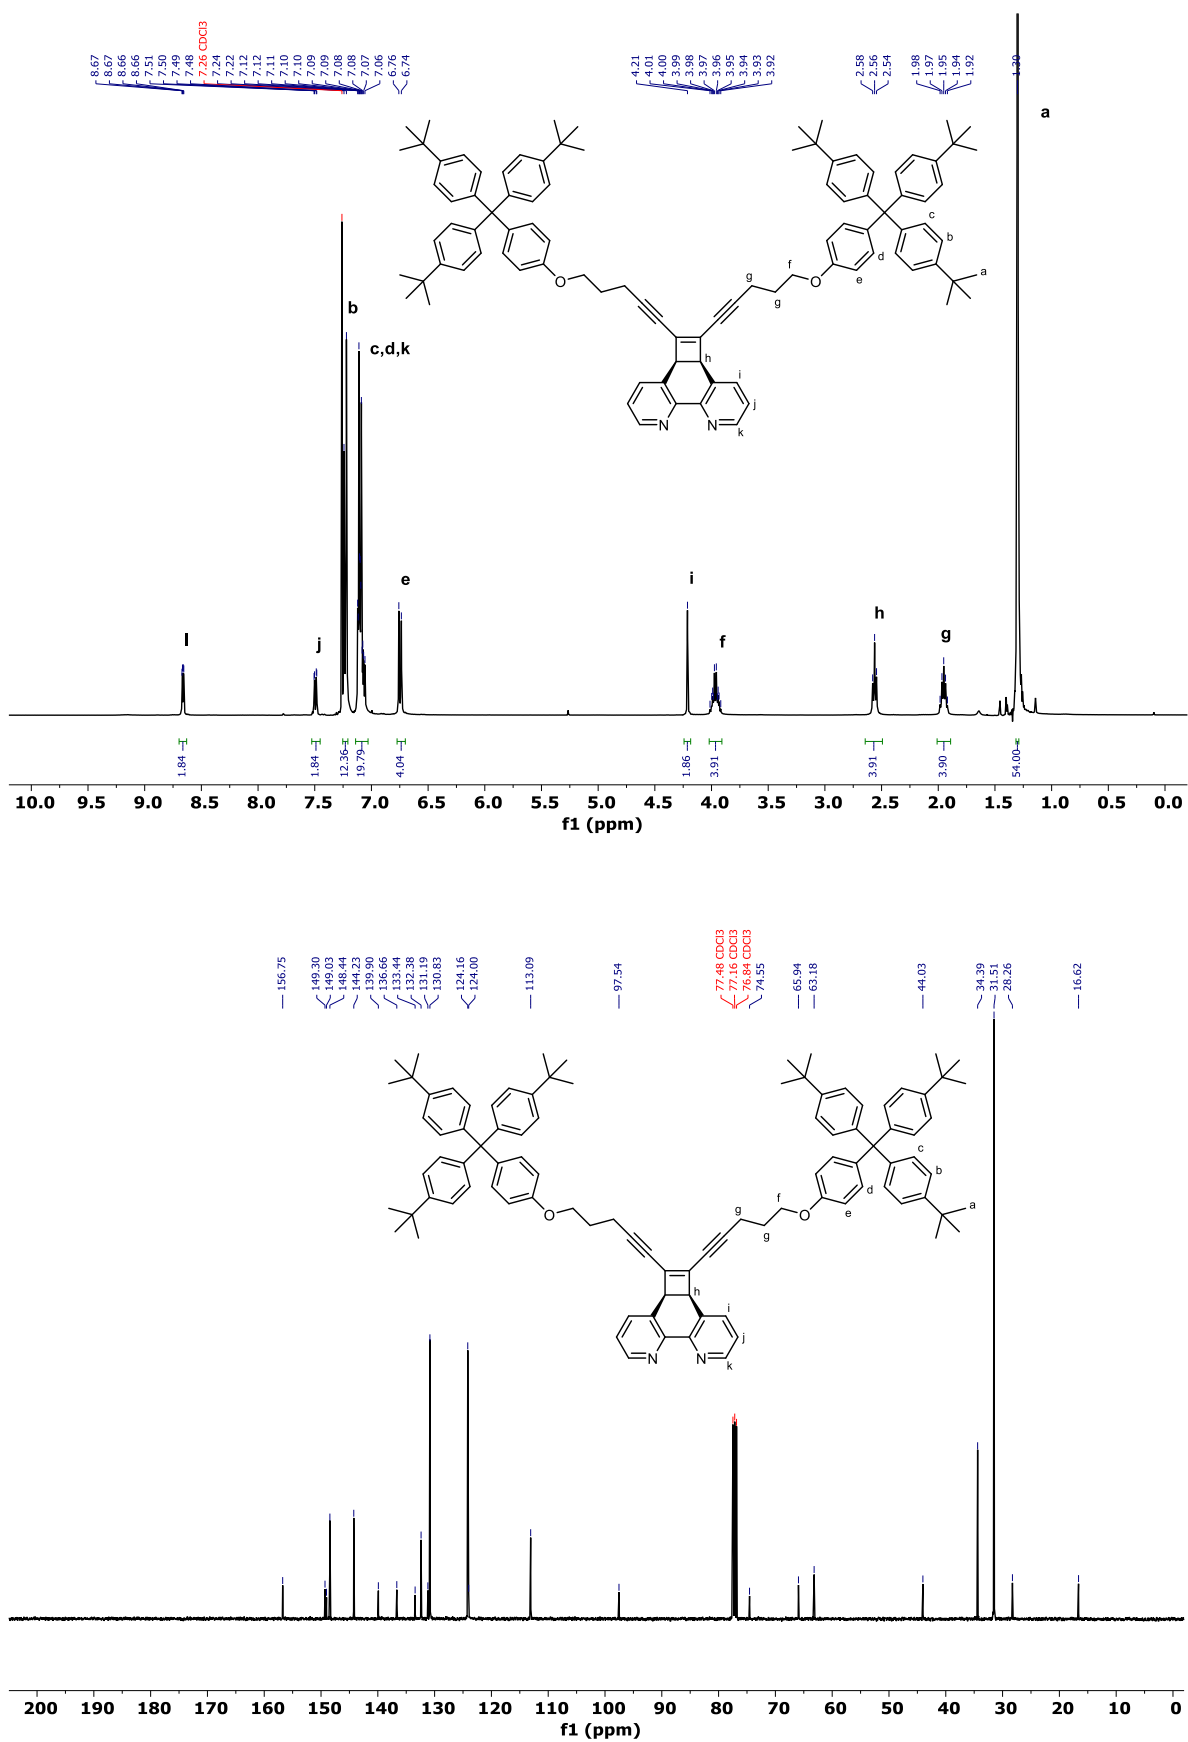 8.67 8.67 8.66 8.66 7.51 7.50 7.49 7.48 7.26 CDCl3 7.24 7.22 7.12 7.12 7.11 7.10 7.10 7.09 7.09 7.08 7.08 7.07 7.06 6.76 6.74 4.21 4.01 4.00 3.99 3.98 3.97 3.96 3.95 3.94 3.93 3.92 2.58 2.56 2.54 1.98 1.97 1.95 1.94 1.92 1.30
a
c
b
d
a
e
f
g
g
O
O
b
c,d,k
h
i
j
k
N
N
e
i
f
h
g
l
j
1.84 1.84 12.36 19.79 4.04 1.86 3.91 3.91 3.90 54.00
10.0 9.5 9.0 8.5 8.0 7.5 7.0 6.5 6.0 5.5 5.0 4.5 4.0 3.5 3.0 2.5 2.0 1.5 1.0 0.5 0.0
f1 (ppm)
156.75 149.30 149.03 148.44 144.23 139.90 136.66 133.44 132.38 131.19 130.83 124.16 124.00 113.09 97.54 77.48 CDCl3 77.16 CDCl3 76.84 CDCl3 74.55 65.94 63.18 44.03 34.39 31.51 28.26 16.62
c
b
d
a
e
f
g
g
O
O
h
i
j
k
N
N
200 190 180 170 160 150 140 130 120 110 100 90 80 70 60 50 40 30 20 10 0
f1 (ppm)